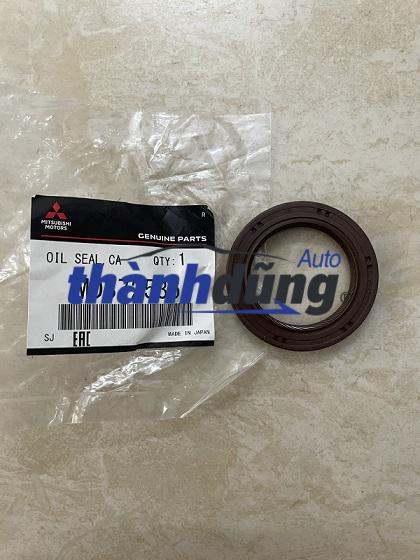 MITSUBISHI
MOTORS
R
GENUINE PARTS
OIL SEAL, CA
QTY: 1
MADE IN JAPAN
SJ
EAC
Auto
thànhdũng
®